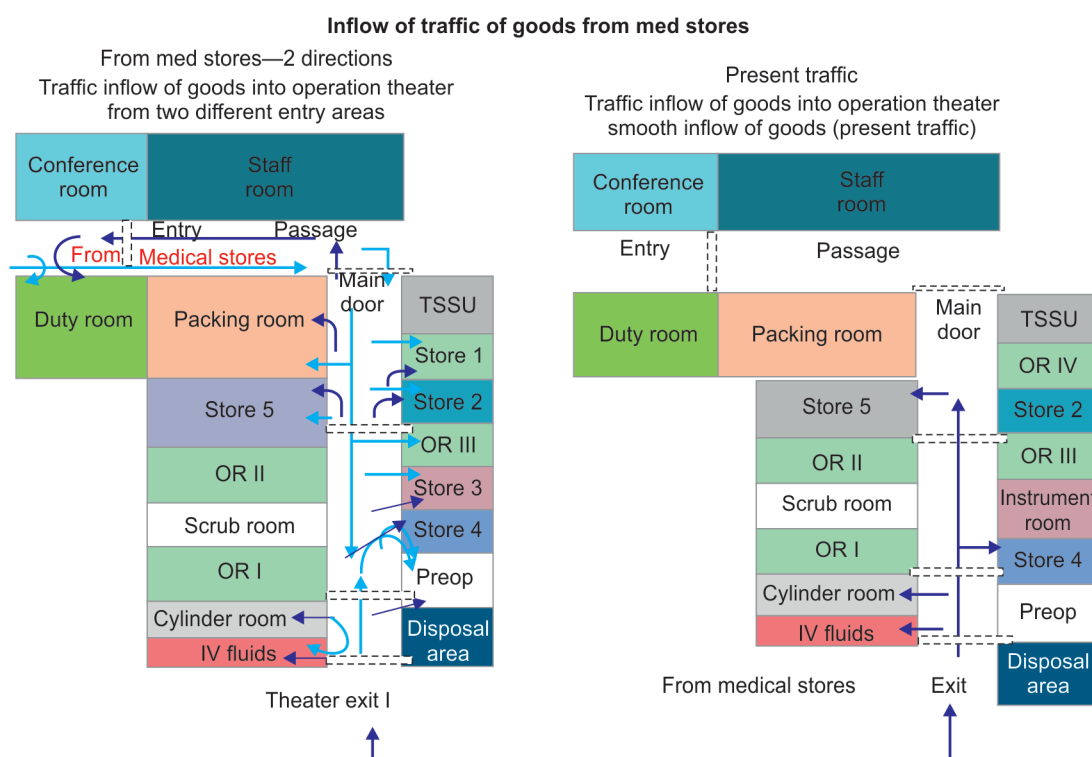 Inflow of traffic of goods from med stores
From med stores—2 directions
Traffic inflow of goods into operation theater
from two different entry areas
Conference
room
Staff
room
Entry
Passage
From
Medical stores
Main
door
Duty room
Packing room
TSSU
Store 1
Store 5
Store 2
OR III
OR II
Store 3
Scrub room
Store 4
OR I
Preop
Cylinder room
Disposal
area
IV fluids
Theater exit I
Present traffic
Traffic inflow of goods into operation theater
smooth inflow of goods (present traffic)
Conference
room
Staff
room
Entry
Passage
Main
door
Duty room
Packing room
TSSU
OR IV
Store 5
Store 2
OR II
OR III
Scrub room
Instrument
room
OR I
Store 4
Cylinder room
Preop
IV fluids
Disposal
area
From medical stores
Exit